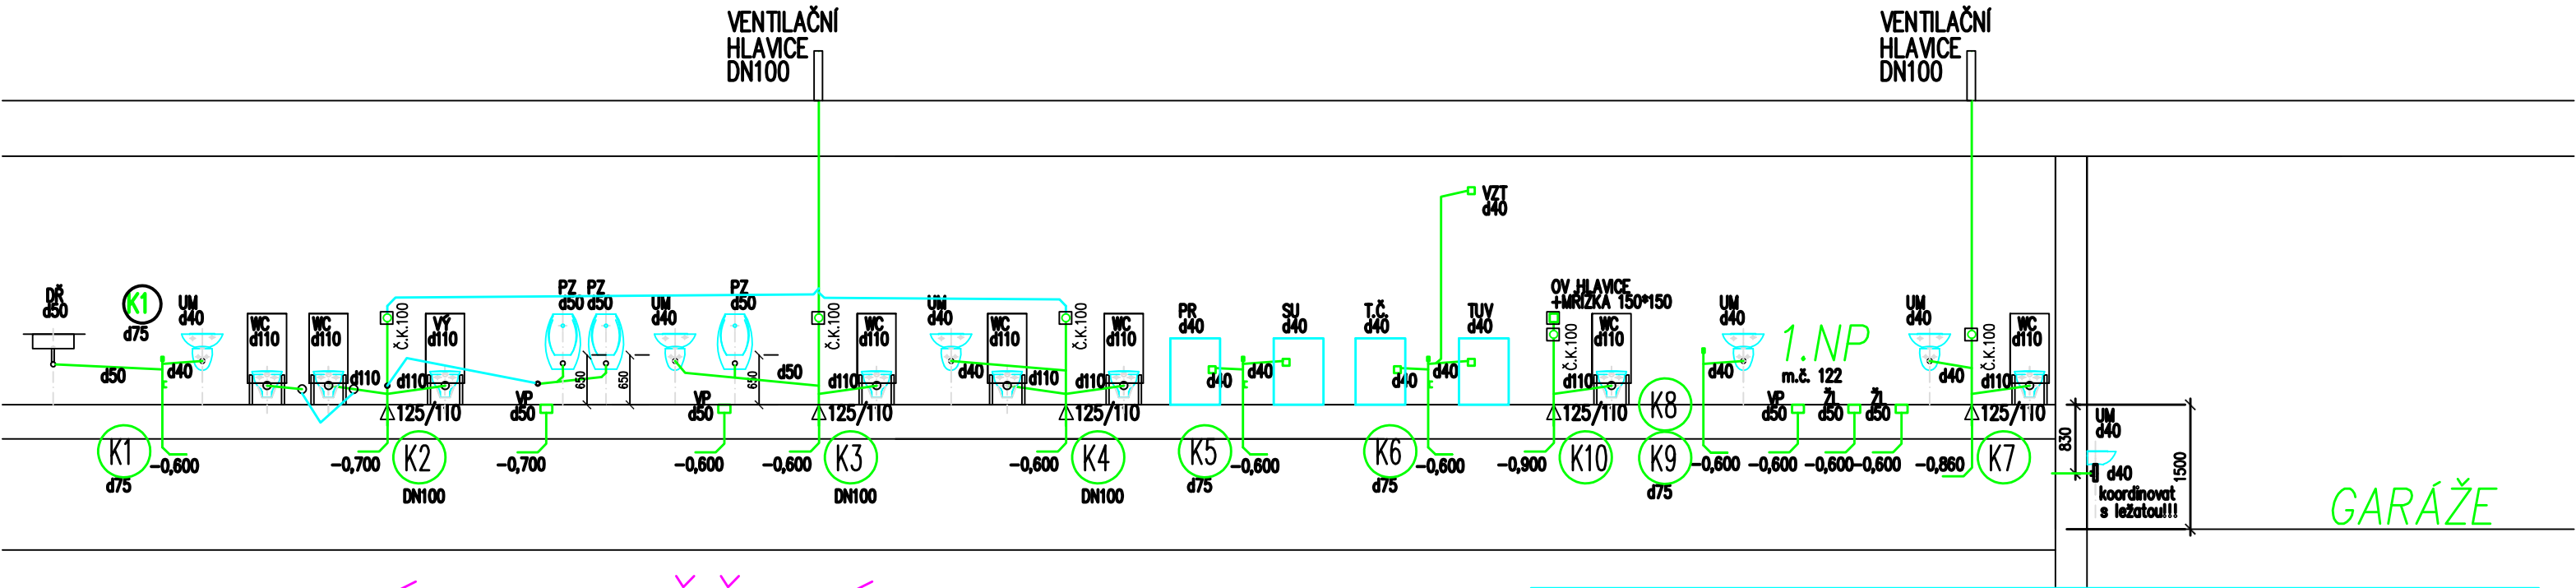 VENTILAČNÍ
HLAVICE
DN100
VENTILAČNÍ
HLAVICE
DN100
VZT
d40
DŘ
d50
K1
d75
UM
d40
WC
d110
WC
d110
Č.K.100
VÝ
d110
PZ
d50
PZ
d50
UM
d40
PZ
d50
Č.K.100
WC
d110
UM
d40
WC
d110
Č.K.100
WC
d110
PR
d40
SU
d40
T.Č.
d40
TUV
d40
OV HLAVICE
+MŘÍŽKA 150*150
Č.K.100
WC
d110
UM
d40
1.NP
m.č. 122
UM
d40
Č.K.100
WC
d110
d50
d40
d110
d110
650
650
650
d50
d110
d40
d110
d110
d40
d40
d40
d40
d110
d40
d40
d110
125/110
VP
d50
VP
d50
125/110
125/110
125/110
K8
VP
d50
ŽL
d50
ŽL
d50
125/110
K1
d75
-0,600
-0,700
K2
DN100
-0,700
-0,600
-0,600
K3
DN100
-0,600
K4
DN100
K5
d75
-0,600
K6
d75
-0,600
-0,900
K10
K9
d75
-0,600
-0,600
-0,600
-0,600
-0,860
K7
830
UM
d40
d40
1500
koordinovat
s ležatou!!!
GARÁŽE